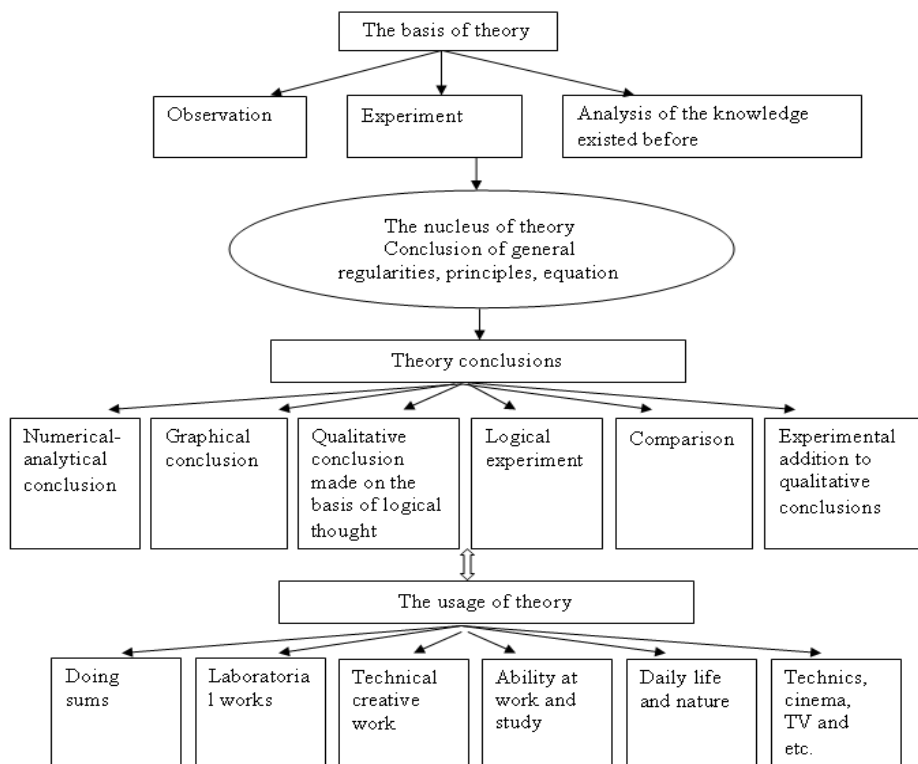 The basis of theory
Observation
Experiment
Analysis of the knowledge
existed before
The nucleus of theory
Conclusion of general
regularities, principles, equation
Theory conclusions
Numerical-
analytical
conclusion
Graphical
conclusion
Qualitative
conclusion
made on the
basis of logical
thought
Logical
experiment
Comparison
Experimental
addition to
qualitative
conclusions
The usage of theory
Doing
sums
Laboratoria
l works
Technical
creative
work
Ability at
work and
study
Daily life
and nature
Technics,
cinema,
TV and
etc.